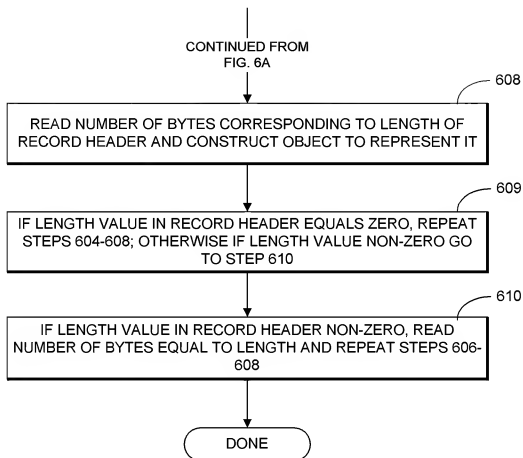 CONTINUED FROM
FIG. 6A
608
READ NUMBER OF BYTES CORRESPONDING TO LENGTH OF
RECORD HEADER AND CONSTRUCT OBJECT TO REPRESENT IT
609
IF LENGTH VALUE IN RECORD HEADER EQUALS ZERO, REPEAT
STEPS 604-608; OTHERWISE IF LENGTH VALUE NON-ZERO GO
TO STEP 610
610
IF LENGTH VALUE IN RECORD HEADER NON-ZERO, READ
NUMBER OF BYTES EQUAL TO LENGTH AND REPEAT STEPS 606-
608
DONE